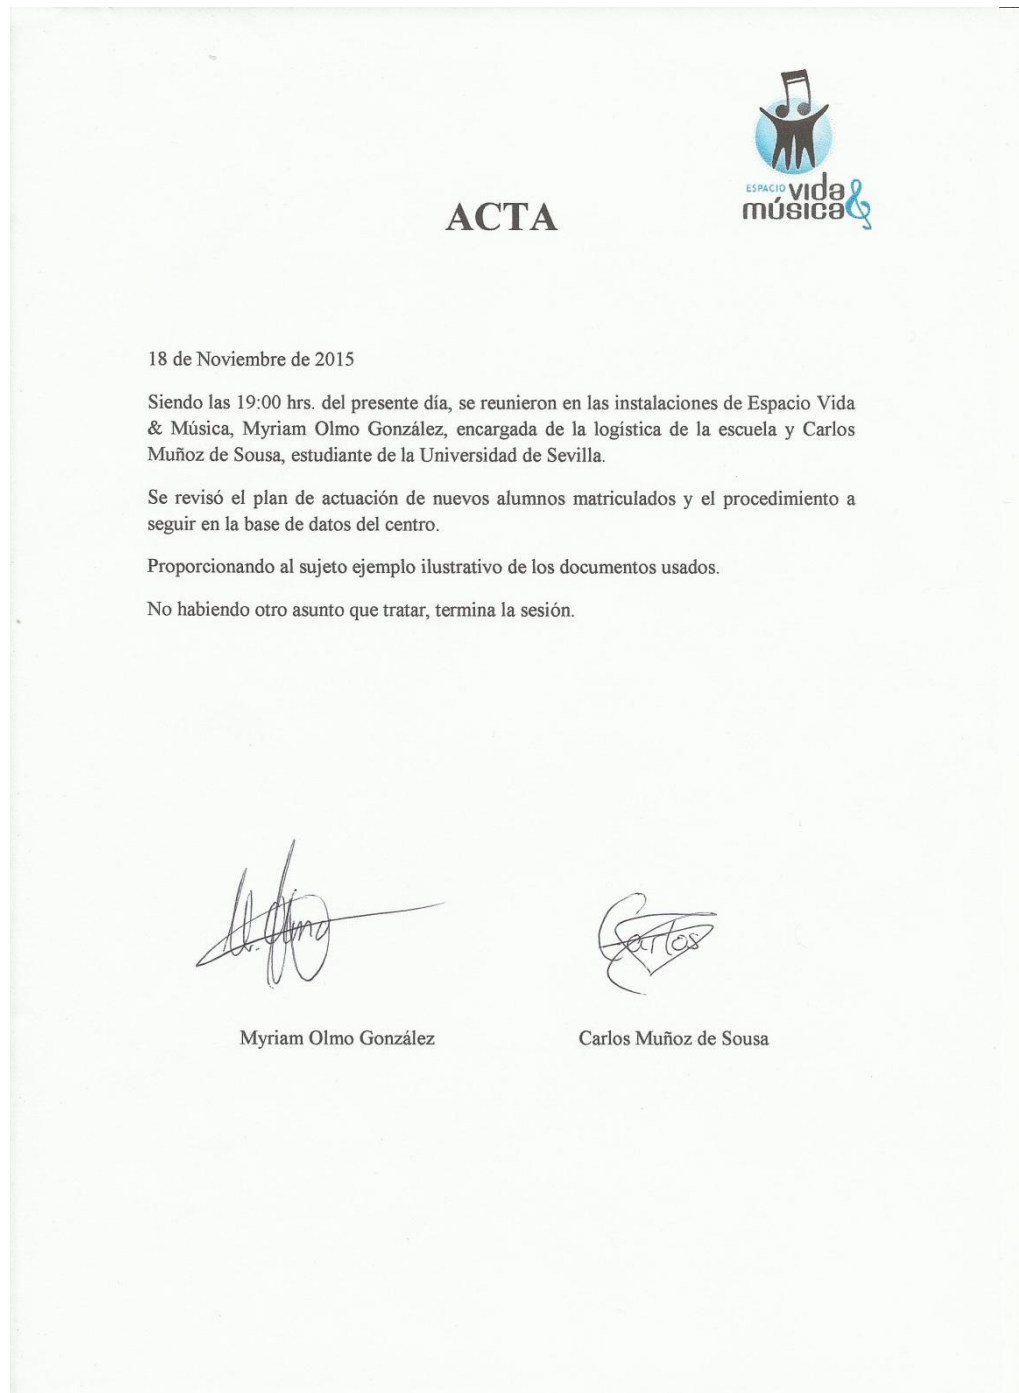 ESPACIO vida &
música
ACTA
18 de Noviembre de 2015
Siendo las 19:00 hrs. del presente día, se reunieron en las instalaciones de Espacio Vida
& Música, Myriam Olmo González, encargada de la logística de la escuela y Carlos
Muñoz de Sousa, estudiante de la Universidad de Sevilla.
Se revisó el plan de actuación de nuevos alumnos matriculados y el procedimiento a
seguir en la base de datos del centro.
Proporcionando al sujeto ejemplo ilustrativo de los documentos usados.
No habiendo otro asunto que tratar, termina la sesión.
M. Olmo
Carlos
Myriam Olmo González
Carlos Muñoz de Sousa